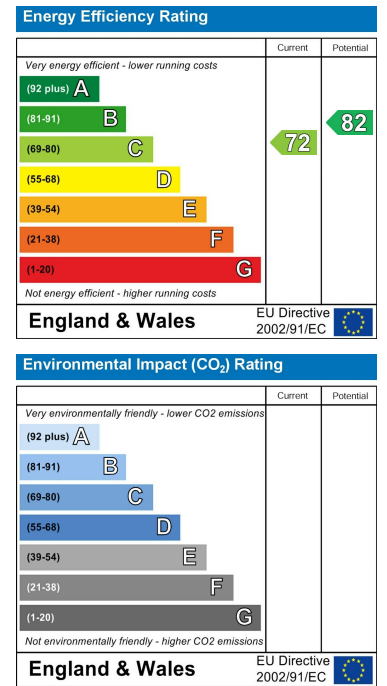 Energy Efficiency Rating
Current Potential
Very energy efficient - lower running costs
(92 plus) A
(81-91) B 82
(69-80) C 72
(55-68) D
(39-54) E
(21-38) F
(1-20) G
Not energy efficient - higher running costs
England & Wales EU Directive 2002/91/EC
Environmental Impact (CO₂) Rating
Current Potential
Very environmentally friendly - lower CO2 emissions
(92 plus) A
(81-91) B
(69-80) C
(55-68) D
(39-54) E
(21-38) F
(1-20) G
Not environmentally friendly - higher CO2 emissions
England & Wales EU Directive 2002/91/EC